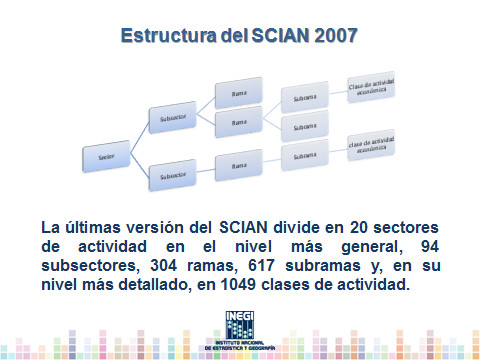 Estructura del SCIAN 2007
Sector
Subsector
Subsector
Rama
Rama
Rama
Subrama
Subrama
Subrama
Clase de actividad
económica
clase de actividad
económica
La últimas versión del SCIAN divide en 20 sectores
de actividad en el nivel más general, 94
subsectores, 304 ramas, 617 subramas y, en su
nivel más detallado, en 1049 clases de actividad.
INEGI
INSTITUTO NACIONAL
DE ESTADÍSTICA Y GEOGRAFÍA